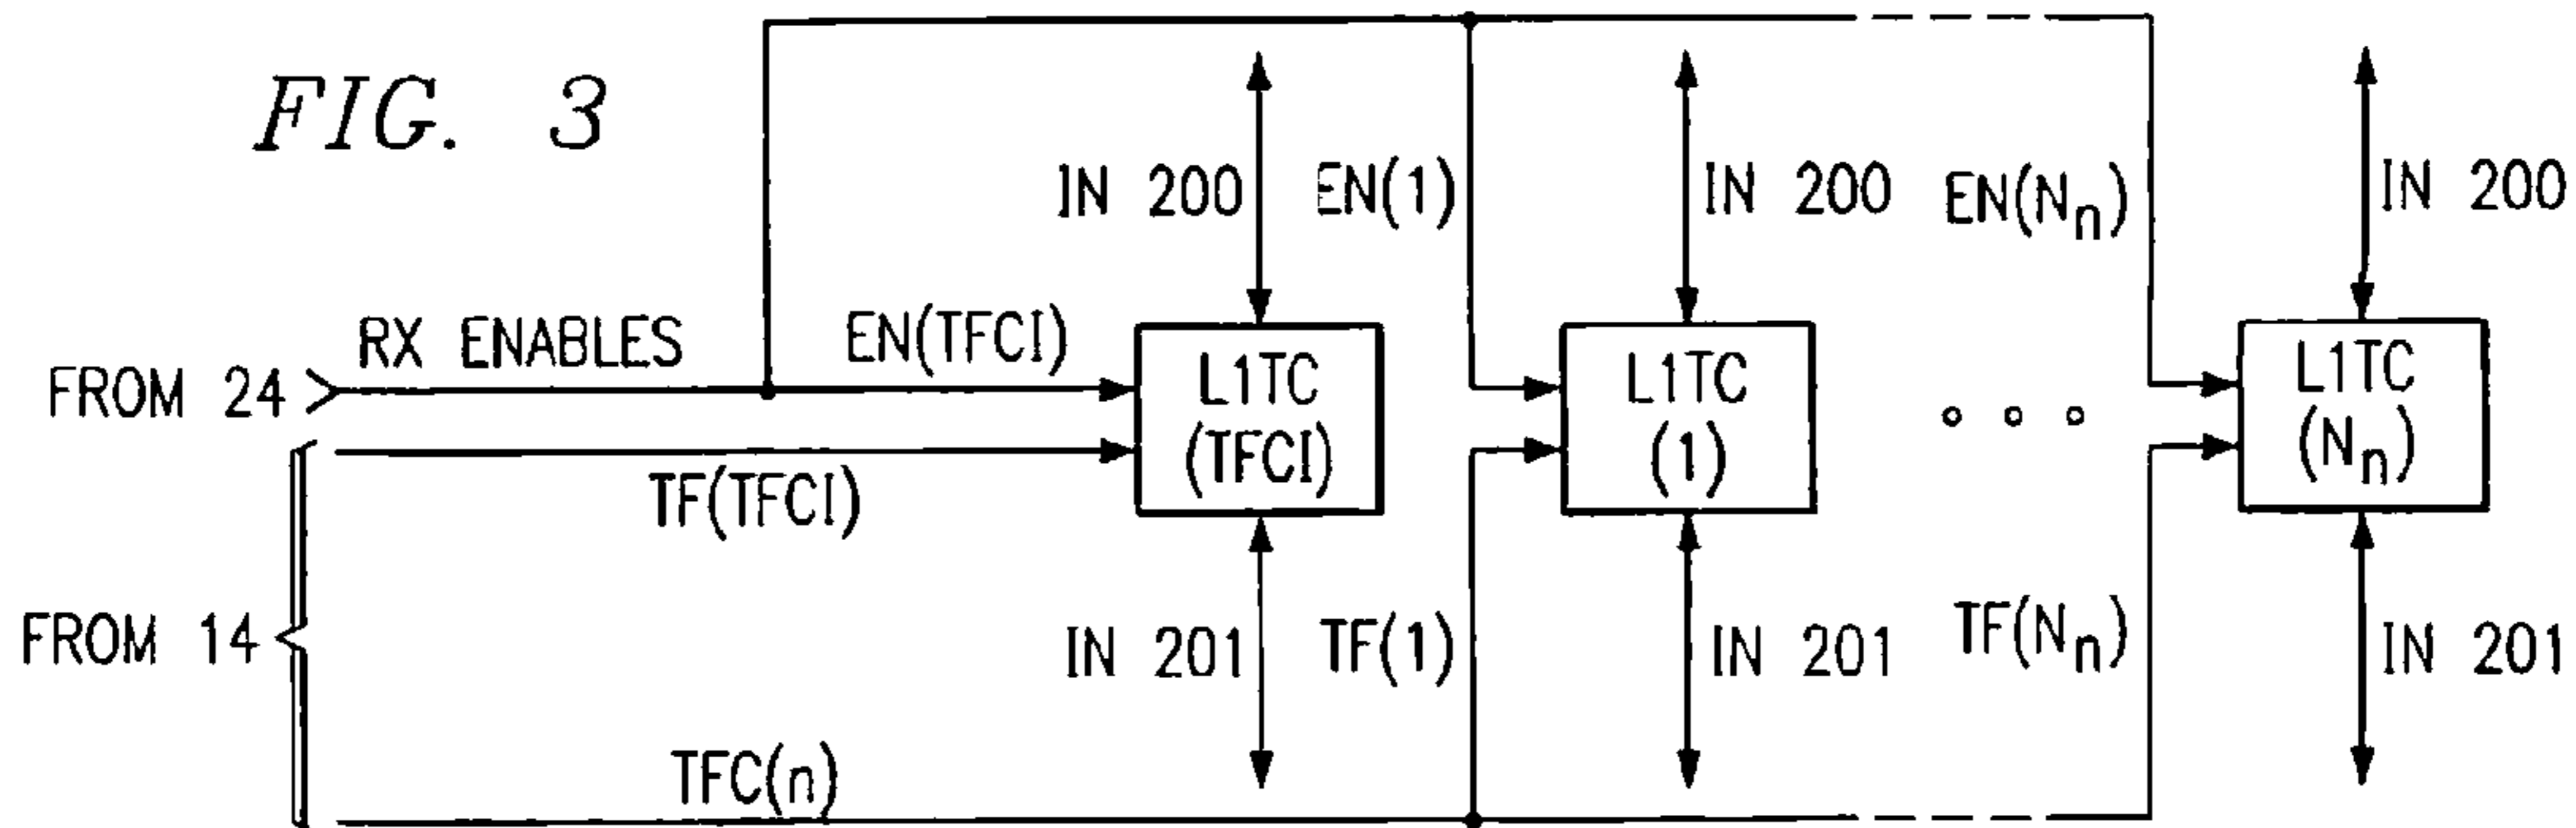 FIG. 3
IN 200
EN(1)
IN 200
EN(Nn)
IN 200
RX ENABLES
EN(TFCI)
FROM 24
L1TC
(TFCI)
L1TC
(1)
L1TC
(Nn)
TF(TFCI)
FROM 14
IN 201
TF(1)
IN 201
TF(Nn)
IN 201
TFC(n)